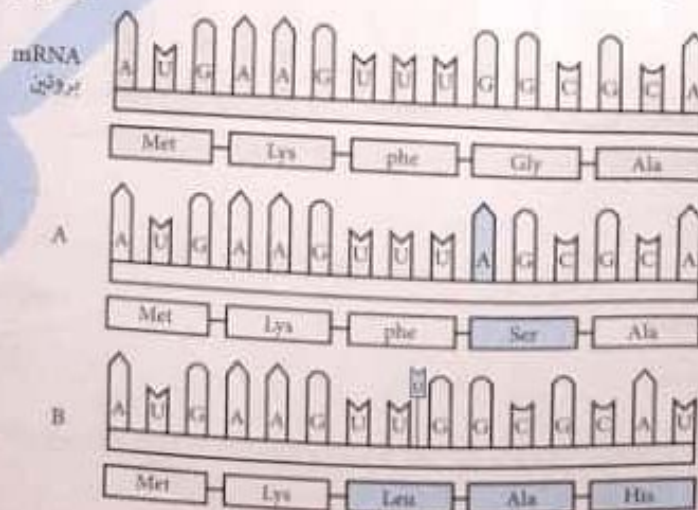 A U G A A G U U U G G C G C A
mRNA
بروتين
Met Lys phe Gly Ala
A U G A A G U U U A G C G C A
A
Met Lys phe Ser Ala
U
A U G A A G U U G G C G C A U
B
Met Lys Leu Ala His